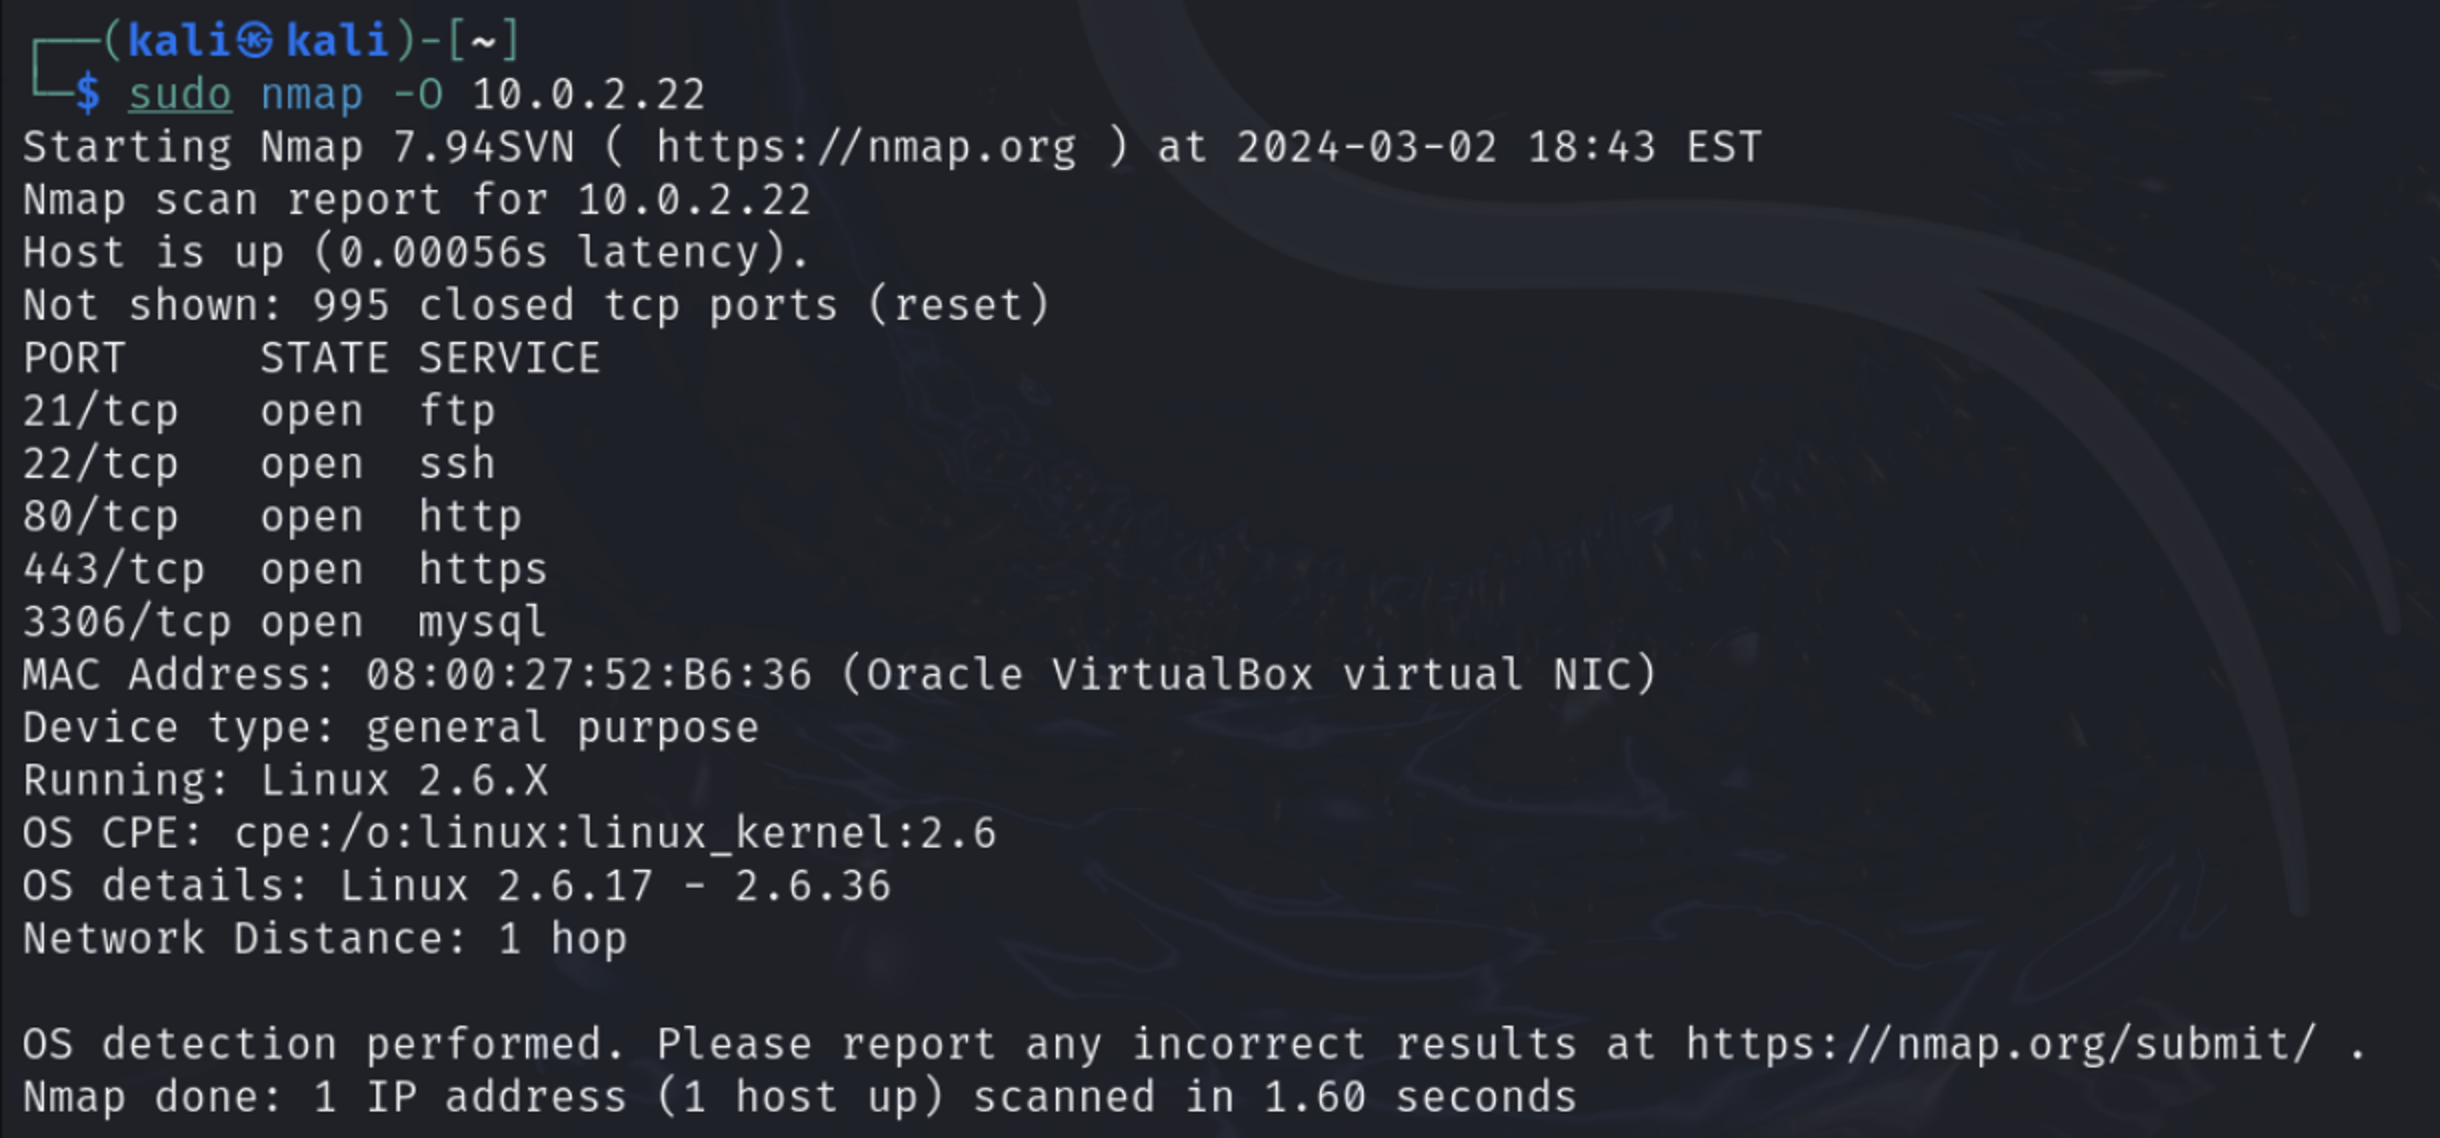 ┌──(kali㉿kali)-[~]
└─$ sudo nmap -O 10.0.2.22
Starting Nmap 7.94SVN ( https://nmap.org ) at 2024-03-02 18:43 EST
Nmap scan report for 10.0.2.22
Host is up (0.00056s latency).
Not shown: 995 closed tcp ports (reset)
PORT     STATE SERVICE
21/tcp   open  ftp
22/tcp   open  ssh
80/tcp   open  http
443/tcp  open  https
3306/tcp open  mysql
MAC Address: 08:00:27:52:B6:36 (Oracle VirtualBox virtual NIC)
Device type: general purpose
Running: Linux 2.6.X
OS CPE: cpe:/o:linux:linux_kernel:2.6
OS details: Linux 2.6.17 - 2.6.36
Network Distance: 1 hop
OS detection performed. Please report any incorrect results at https://nmap.org/submit/ .
Nmap done: 1 IP address (1 host up) scanned in 1.60 seconds